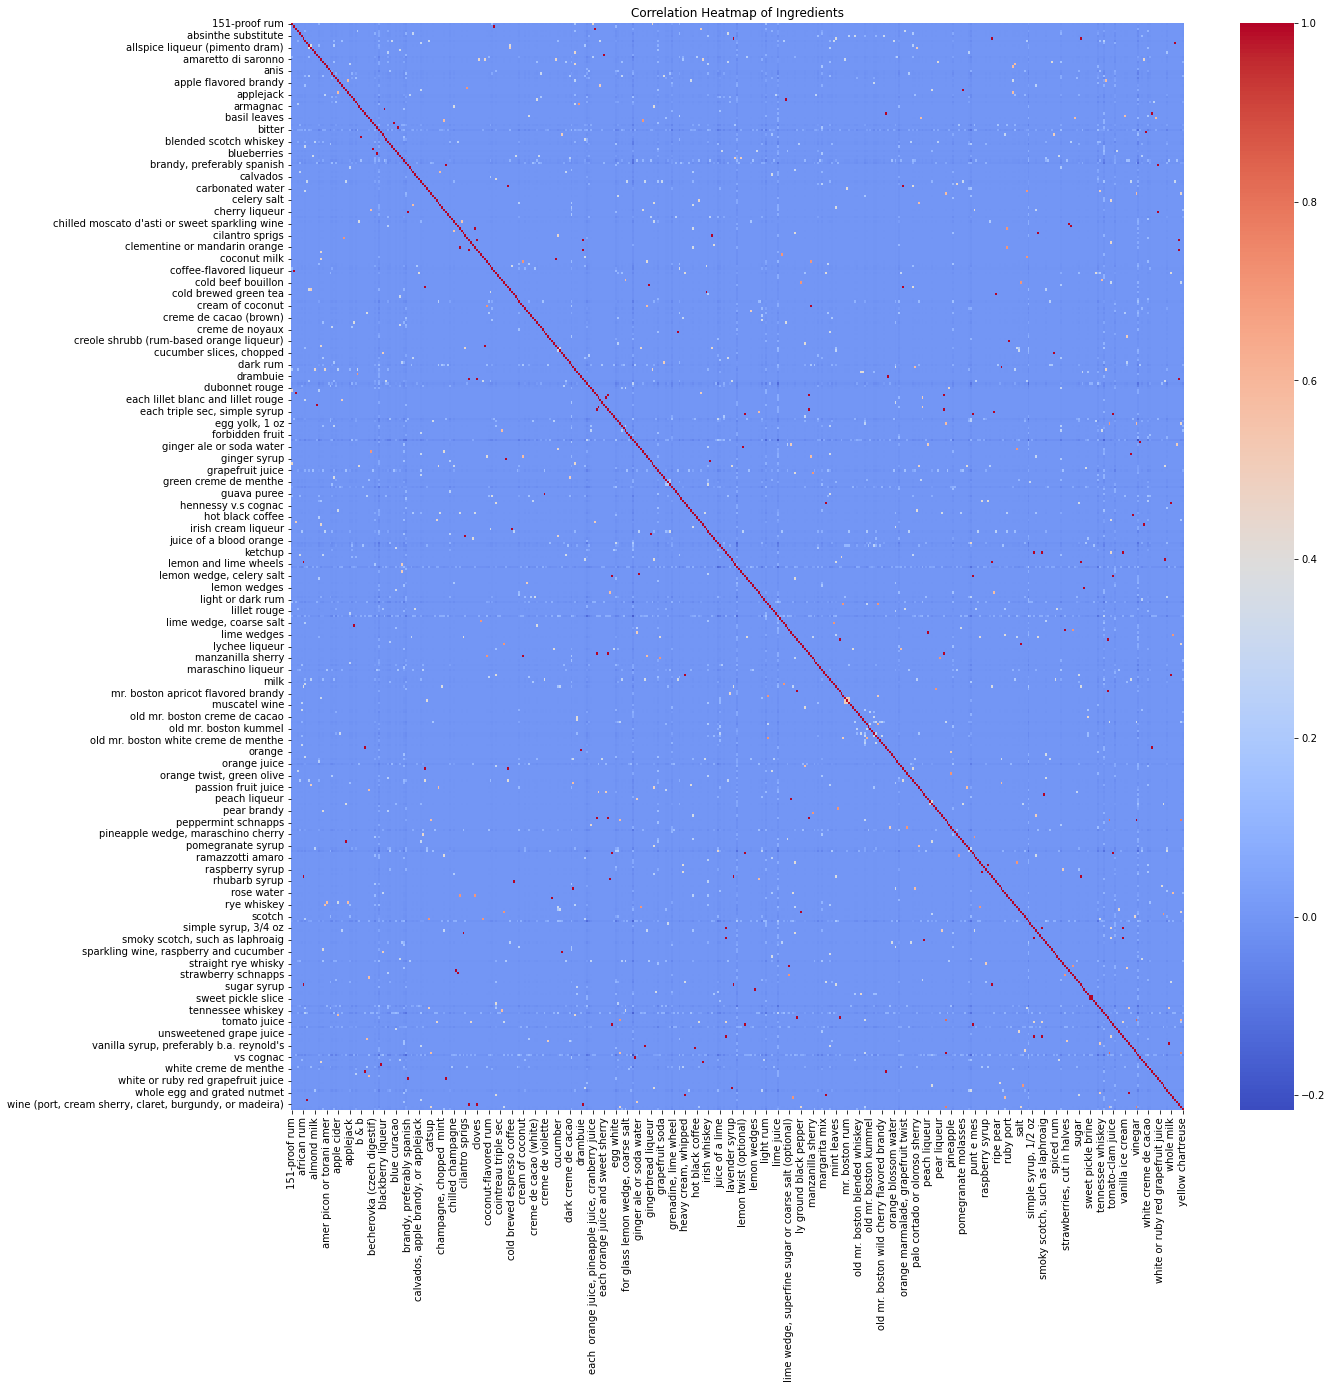 Correlation Heatmap of Ingredients
151-proof rum
absinthe substitute
allspice liqueur (pimento dram)
amaretto di saronno
anis
apple flavored brandy
applejack
armagnac
basil leaves
bitter
blended scotch whiskey
blueberries
brandy, preferably spanish
calvados
carbonated water
celery salt
cherry liqueur
chilled moscato d'asti or sweet sparkling wine
cilantro sprigs
clementine or mandarin orange
coconut milk
coffee-flavored liqueur
cold beef bouillon
cold brewed green tea
cream of coconut
creme de cacao (brown)
creme de noyaux
creole shrubb (rum-based orange liqueur)
cucumber slices, chopped
dark rum
drambuie
dubonnet rouge
each lillet blanc and lillet rouge
each triple sec, simple syrup
egg yolk, 1 oz
forbidden fruit
ginger ale or soda water
ginger syrup
grapefruit juice
green creme de menthe
guava puree
hennessy v.s cognac
hot black coffee
irish cream liqueur
juice of a blood orange
ketchup
lemon and lime wheels
lemon wedge, celery salt
lemon wedges
light or dark rum
lillet rouge
lime wedge, coarse salt
lime wedges
lychee liqueur
manzanilla sherry
maraschino liqueur
milk
mr. boston apricot flavored brandy
muscatel wine
old mr. boston creme de cacao
old mr. boston kummel
old mr. boston white creme de menthe
orange
orange juice
orange twist, green olive
passion fruit juice
peach liqueur
pear brandy
peppermint schnapps
pineapple wedge, maraschino cherry
pomegranate syrup
ramazzotti amaro
raspberry syrup
rhubarb syrup
rose water
rye whiskey
scotch
simple syrup, 3/4 oz
smoky scotch, such as laphroaig
sparkling wine, raspberry and cucumber
straight rye whisky
strawberry schnapps
sugar syrup
sweet pickle slice
tennessee whiskey
tomato juice
unsweetened grape juice
vanilla syrup, preferably b.a. reynold's
vs cognac
white creme de menthe
white or ruby red grapefruit juice
whole egg and grated nutmet
wine (port, cream sherry, claret, burgundy, or madeira)
151-proof rum
african rum
almond milk
amer picon or torani amer
apple cider
applejack
b & b
becherovka (czech digestif)
blackberry liqueur
blue curacao
brandy, preferably spanish
calvados, apple brandy, or applejack
catsup
champagne, chopped mint
chilled champagne
cilantro sprigs
cloves
coconut-flavored rum
cointreau triple sec
cold brewed espresso coffee
cream of coconut
creme de cacao (white)
creme de violette
cucumber
dark creme de cacao
drambuie
each orange juice, pineapple juice, cranberry juice
each orange juice and sweet sherry
egg white
for glass lemon wedge, coarse salt
ginger ale or soda water
gingerbread liqueur
grapefruit soda
grenadine, lime wheel
heavy cream, whipped
hot black coffee
irish whiskey
juice of a lime
lavender syrup
lemon twist (optional)
lemon wedges
light rum
lime juice
lime wedge, superfine sugar or coarse salt (optional)
ly ground black pepper
manzanilla sherry
margarita mix
mint leaves
mr. boston rum
old mr. boston blended whiskey
old mr. boston kummel
old mr. boston wild cherry flavored brandy
orange blossom water
orange marmalade, grapefruit twist
palo cortado or oloroso sherry
peach liqueur
pear liqueur
pineapple
pomegranate molasses
punt e mes
raspberry syrup
ripe pear
ruby port
salt
simple syrup, 1/2 oz
smoky scotch, such as laphroaig
spiced rum
strawberries, cut in halves
sugar
sweet pickle brine
tennessee whiskey
tomato-clam juice
vanilla ice cream
vinegar
white creme de cacao
white or ruby red grapefruit juice
whole milk
yellow chartreuse
1.0
0.8
0.6
0.4
0.2
0.0
−0.2